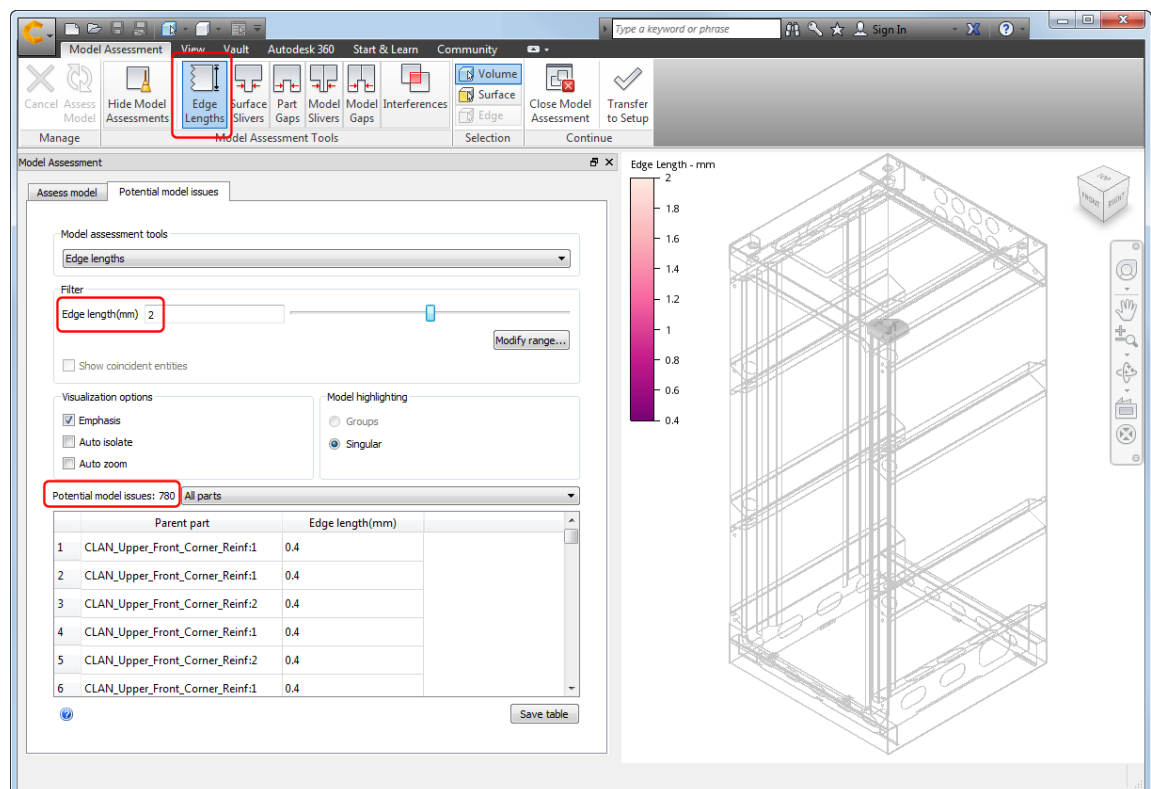 Type a keyword or phrase
Sign In
Model Assessment View Vault Autodesk 360 Start & Learn Community
Cancel
Assess Model
Hide Model Assessments
Edge Lengths
Surface Slivers
Part Gaps
Model Slivers
Model Gaps
Interferences
Volume
Surface
Edge
Close Model Assessment
Transfer to Setup
Manage
Model Assessment Tools
Selection
Continue
Model Assessment
Assess model
Potential model issues
Model assessment tools
Edge lengths
Filter
Edge length(mm) 2
Modify range...
Show coincident entities
Visualization options
Emphasis
Auto isolate
Auto zoom
Model highlighting
Groups
Singular
Potential model issues: 780 All parts
Parent part Edge length(mm)
1 CLAN_Upper_Front_Corner_Reinf:1 0.4
2 CLAN_Upper_Front_Corner_Reinf:1 0.4
3 CLAN_Upper_Front_Corner_Reinf:2 0.4
4 CLAN_Upper_Front_Corner_Reinf:1 0.4
5 CLAN_Upper_Front_Corner_Reinf:2 0.4
6 CLAN_Upper_Front_Corner_Reinf:1 0.4
Save table
Edge Length - mm
2
1.8
1.6
1.4
1.2
1
0.8
0.6
0.4
TOP
FRONT
RIGHT